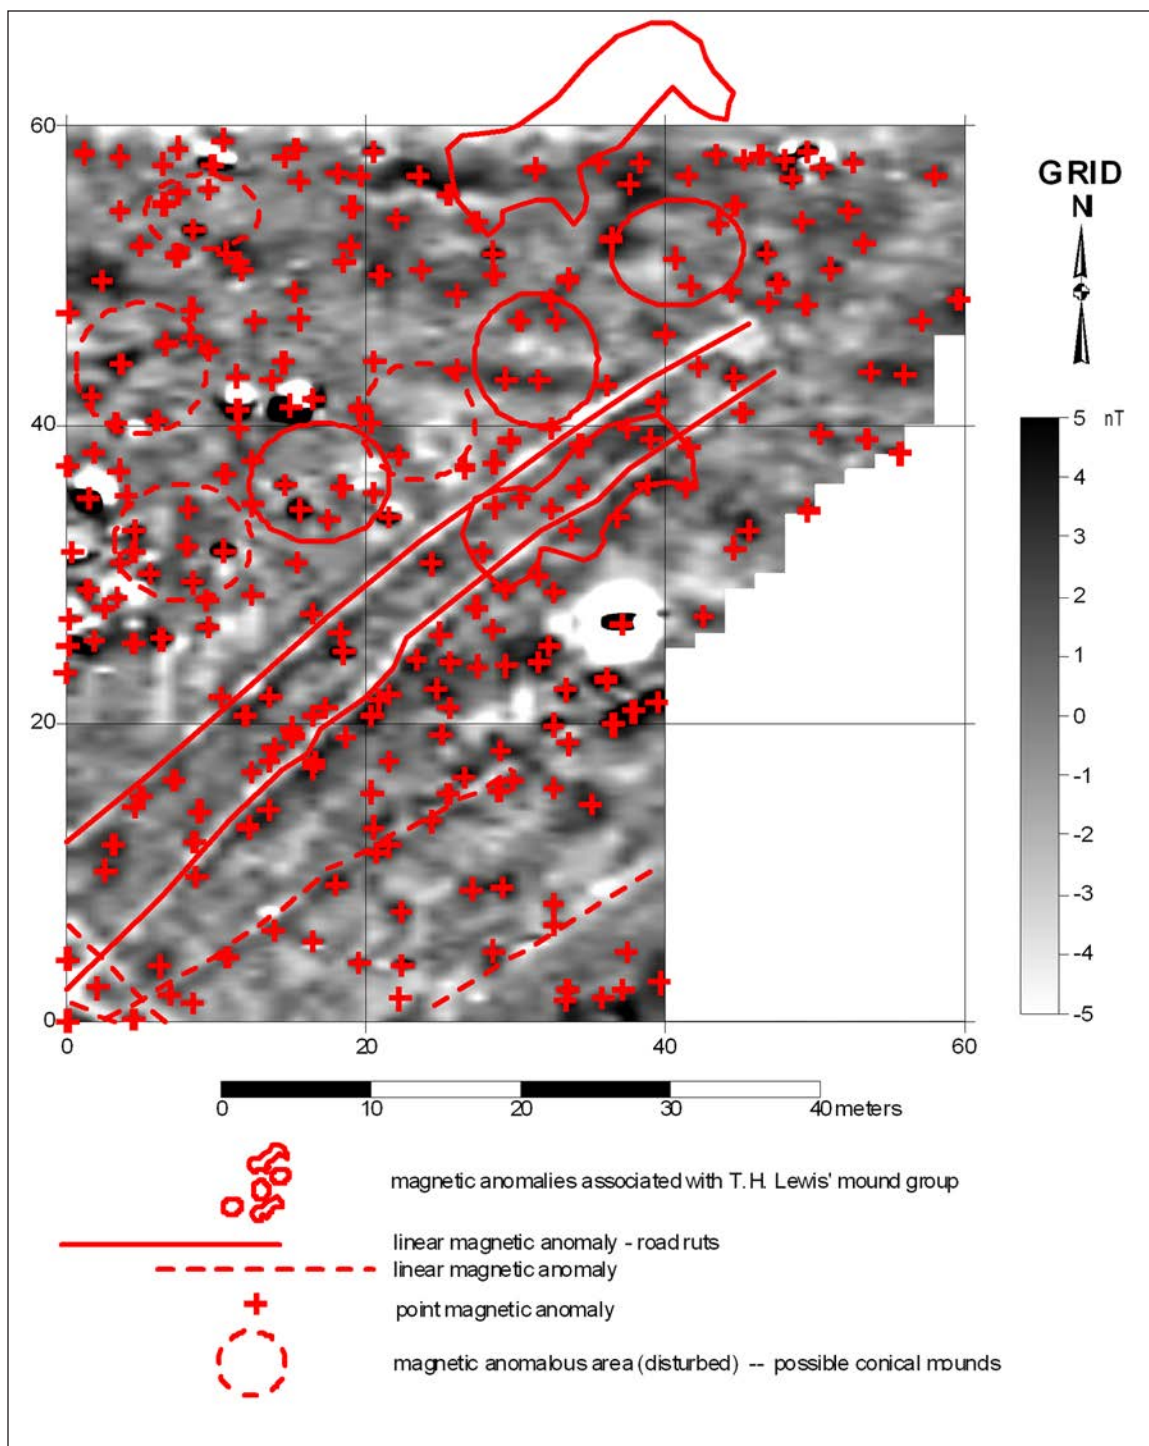 60
GRID
N
5 nT
4
3
40
2
1
0
-1
20
-2
-3
-4
0
-5
0 20 40 60
0 10 20 30 40 meters
magnetic anomalies associated with T.H. Lewis' mound group
linear magnetic anomaly - road ruts
linear magnetic anomaly
point magnetic anomaly
magnetic anomalous area (disturbed) -- possible conical mounds